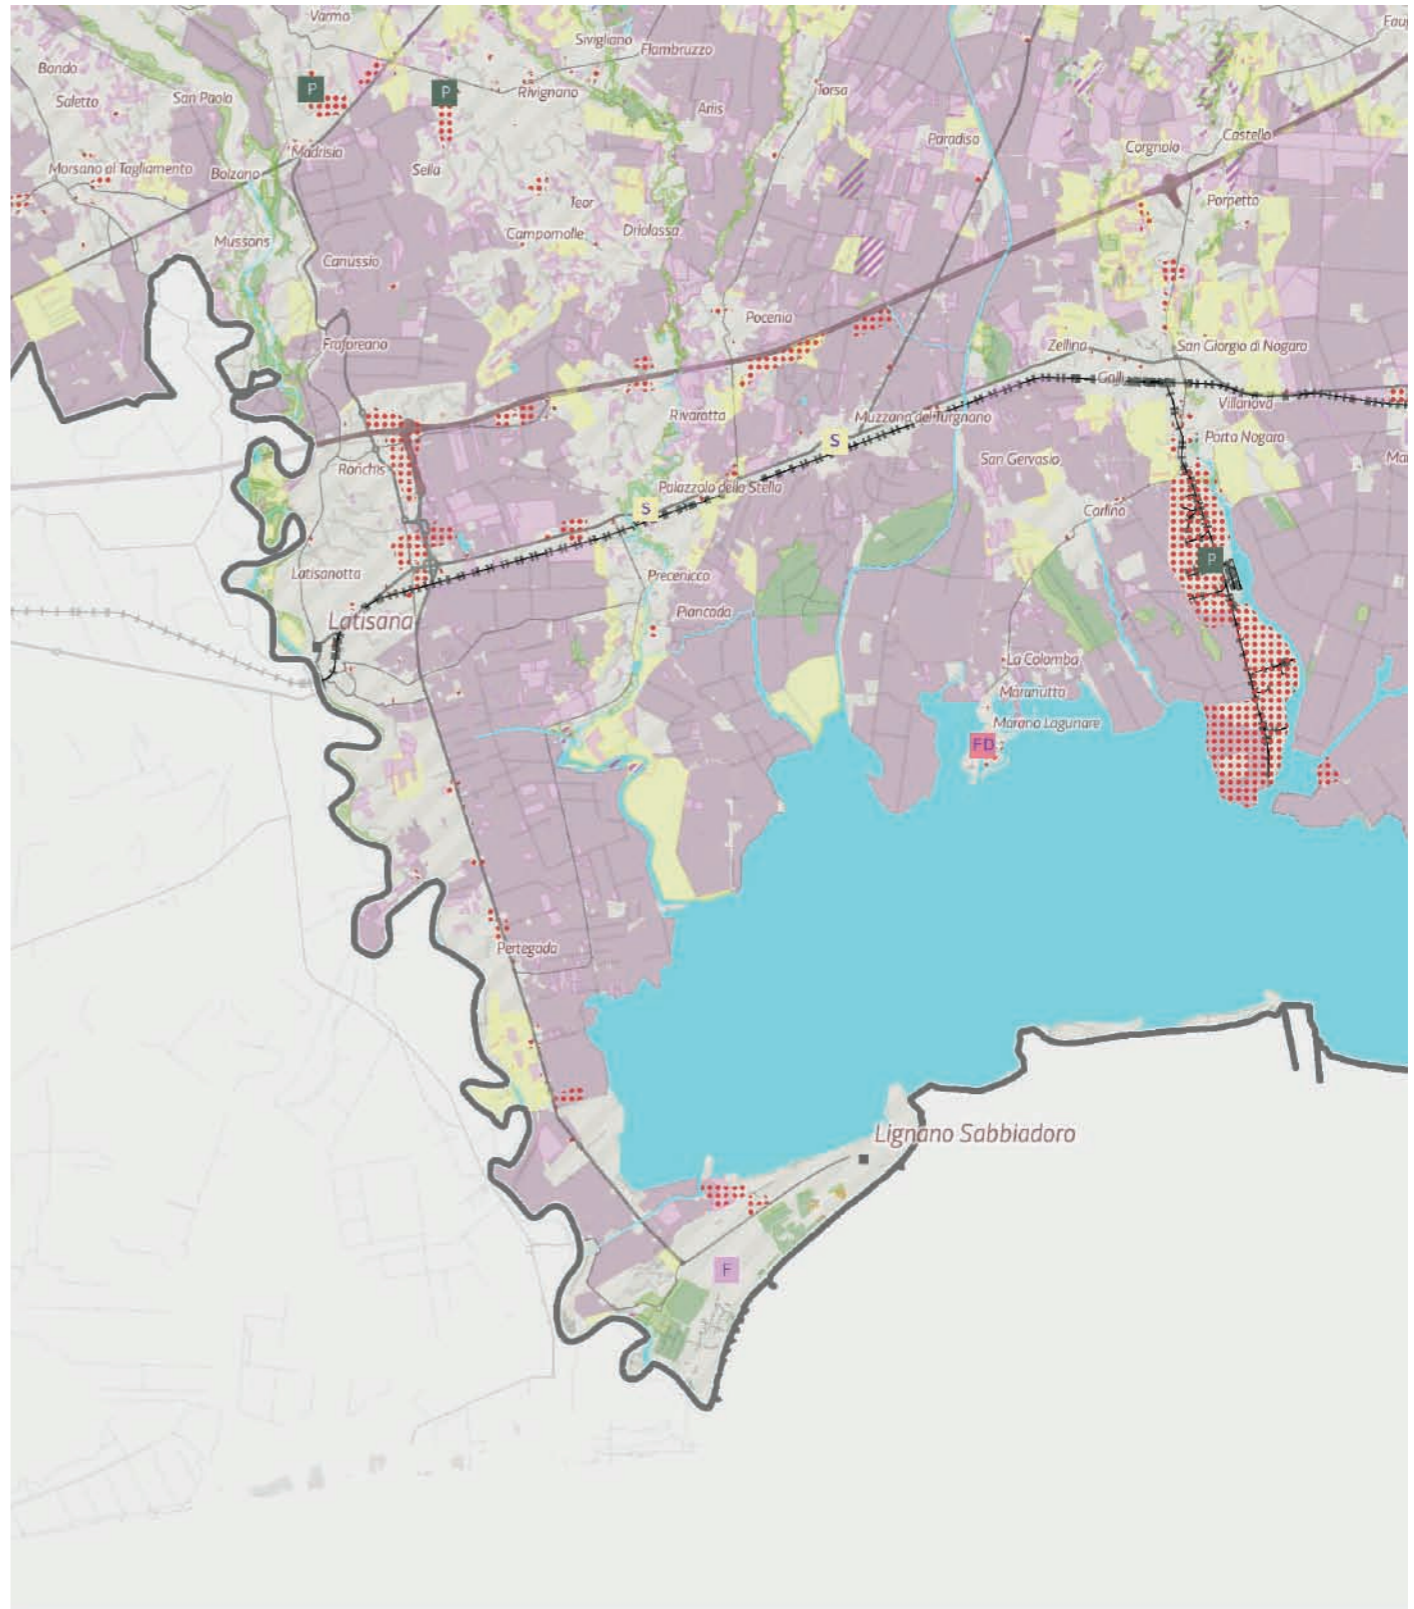 Varmo
Sivigliano
Flambruzzo
Bando
Saletto
San Paolo
P
P
Rivignano
Ariis
Torsa
Paradiso
Castello
Corgnolo
Madrisio
Morsano al Tagliamento
Bolzano
Sella
Teor
Porpetto
Mussons
Campomolle
Driolassa
Canussio
Pocenia
Fraforeano
Zellina
San Giorgio di Nogaro
Galli
Rivarotta
Muzzana del Turgnano
Villanova
S
Porto Nogaro
Ronchis
San Gervasio
Palazzolo della Stella
S
Carlino
P
Latisanotta
Precenicco
Piancada
Latisana
La Colomba
Maranutto
Marano Lagunare
FD
Pertegada
Lignano Sabbiadoro
F